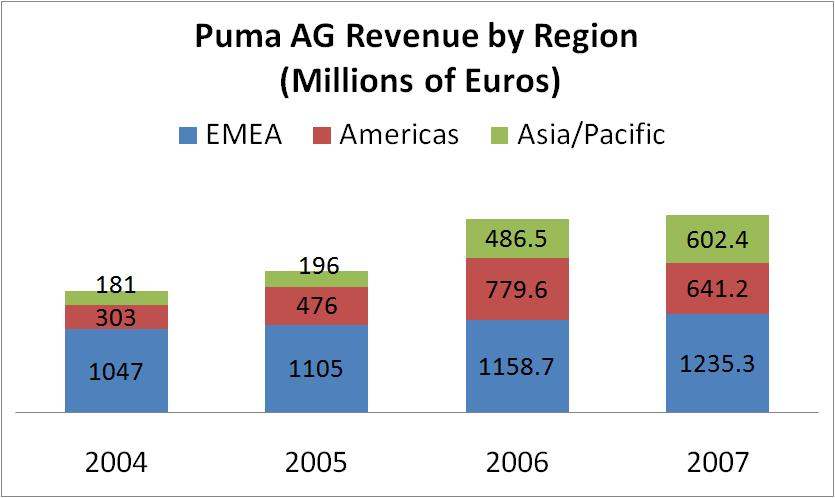 Puma AG Revenue by Region
(Millions of Euros)
EMEA Americas Asia/Pacific
181 196 486.5 602.4
303 476 779.6 641.2
1047 1105 1158.7 1235.3
2004 2005 2006 2007